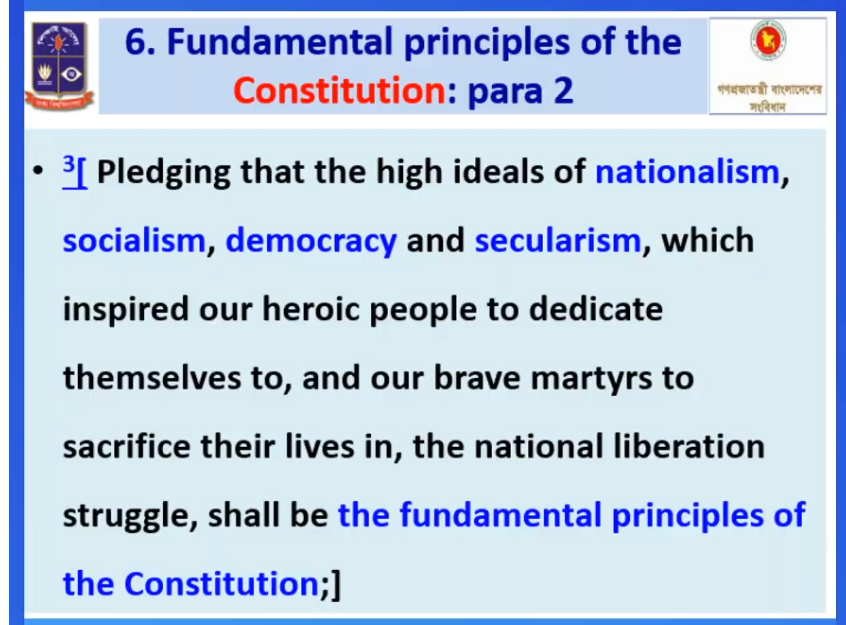 6. Fundamental principles of the
Constitution: para 2
গণপ্রজাতন্ত্রী বাংলাদেশের
সংবিধান
• ³[ Pledging that the high ideals of nationalism,
socialism, democracy and secularism, which
inspired our heroic people to dedicate
themselves to, and our brave martyrs to
sacrifice their lives in, the national liberation
struggle, shall be the fundamental principles of
the Constitution;]